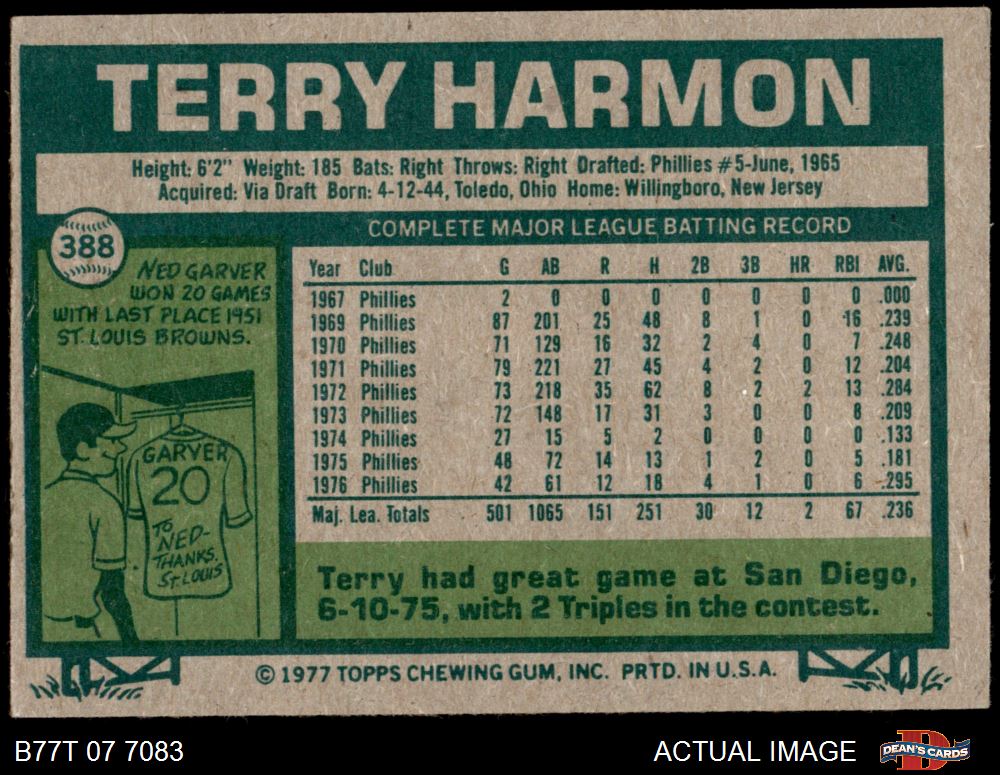 TERRY HARMON
Height: 6'2" Weight: 185 Bats: Right Throws: Right Drafted: Phillies #5-June, 1965
Acquired: Via Draft Born: 4-12-44, Toledo, Ohio Home: Willingboro, New Jersey
388
NED GARVER
WON 20 GAMES
WITH LAST PLACE 1951
ST. LOUIS BROWNS.
GARVER
20
TO
NED-
THANKS.
ST. LOUIS
COMPLETE MAJOR LEAGUE BATTING RECORD
Year Club G AB R H 2B 3B HR RBI AVG.
1967 Phillies 2 0 0 0 0 0 0 0 .000
1969 Phillies 87 201 25 48 8 1 0 16 .239
1970 Phillies 71 129 16 32 2 4 0 7 .248
1971 Phillies 79 221 27 45 4 2 0 12 .204
1972 Phillies 73 218 35 62 8 2 2 13 .284
1973 Phillies 72 148 17 31 3 0 0 8 .209
1974 Phillies 27 15 5 2 0 0 0 0 .133
1975 Phillies 48 72 14 13 1 2 0 5 .181
1976 Phillies 42 61 12 18 4 1 0 6 .295
Maj. Lea. Totals 501 1065 151 251 30 12 2 67 .236
Terry had great game at San Diego,
6-10-75, with 2 Triples in the contest.
© 1977 TOPPS CHEWING GUM, INC. PRTD. IN U.S.A.
B77T 07 7083
ACTUAL IMAGE
DEAN'S CARDS